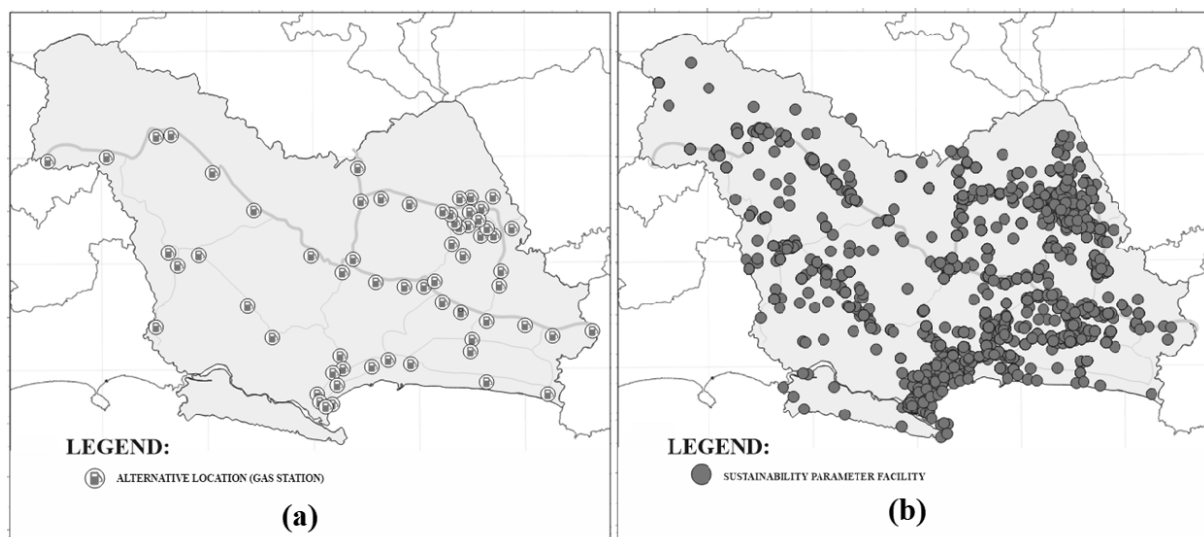 LEGEND:
ALTERNATIVE LOCATION (GAS STATION)
(a)
LEGEND:
SUSTAINABILITY PARAMETER FACILITY
(b)